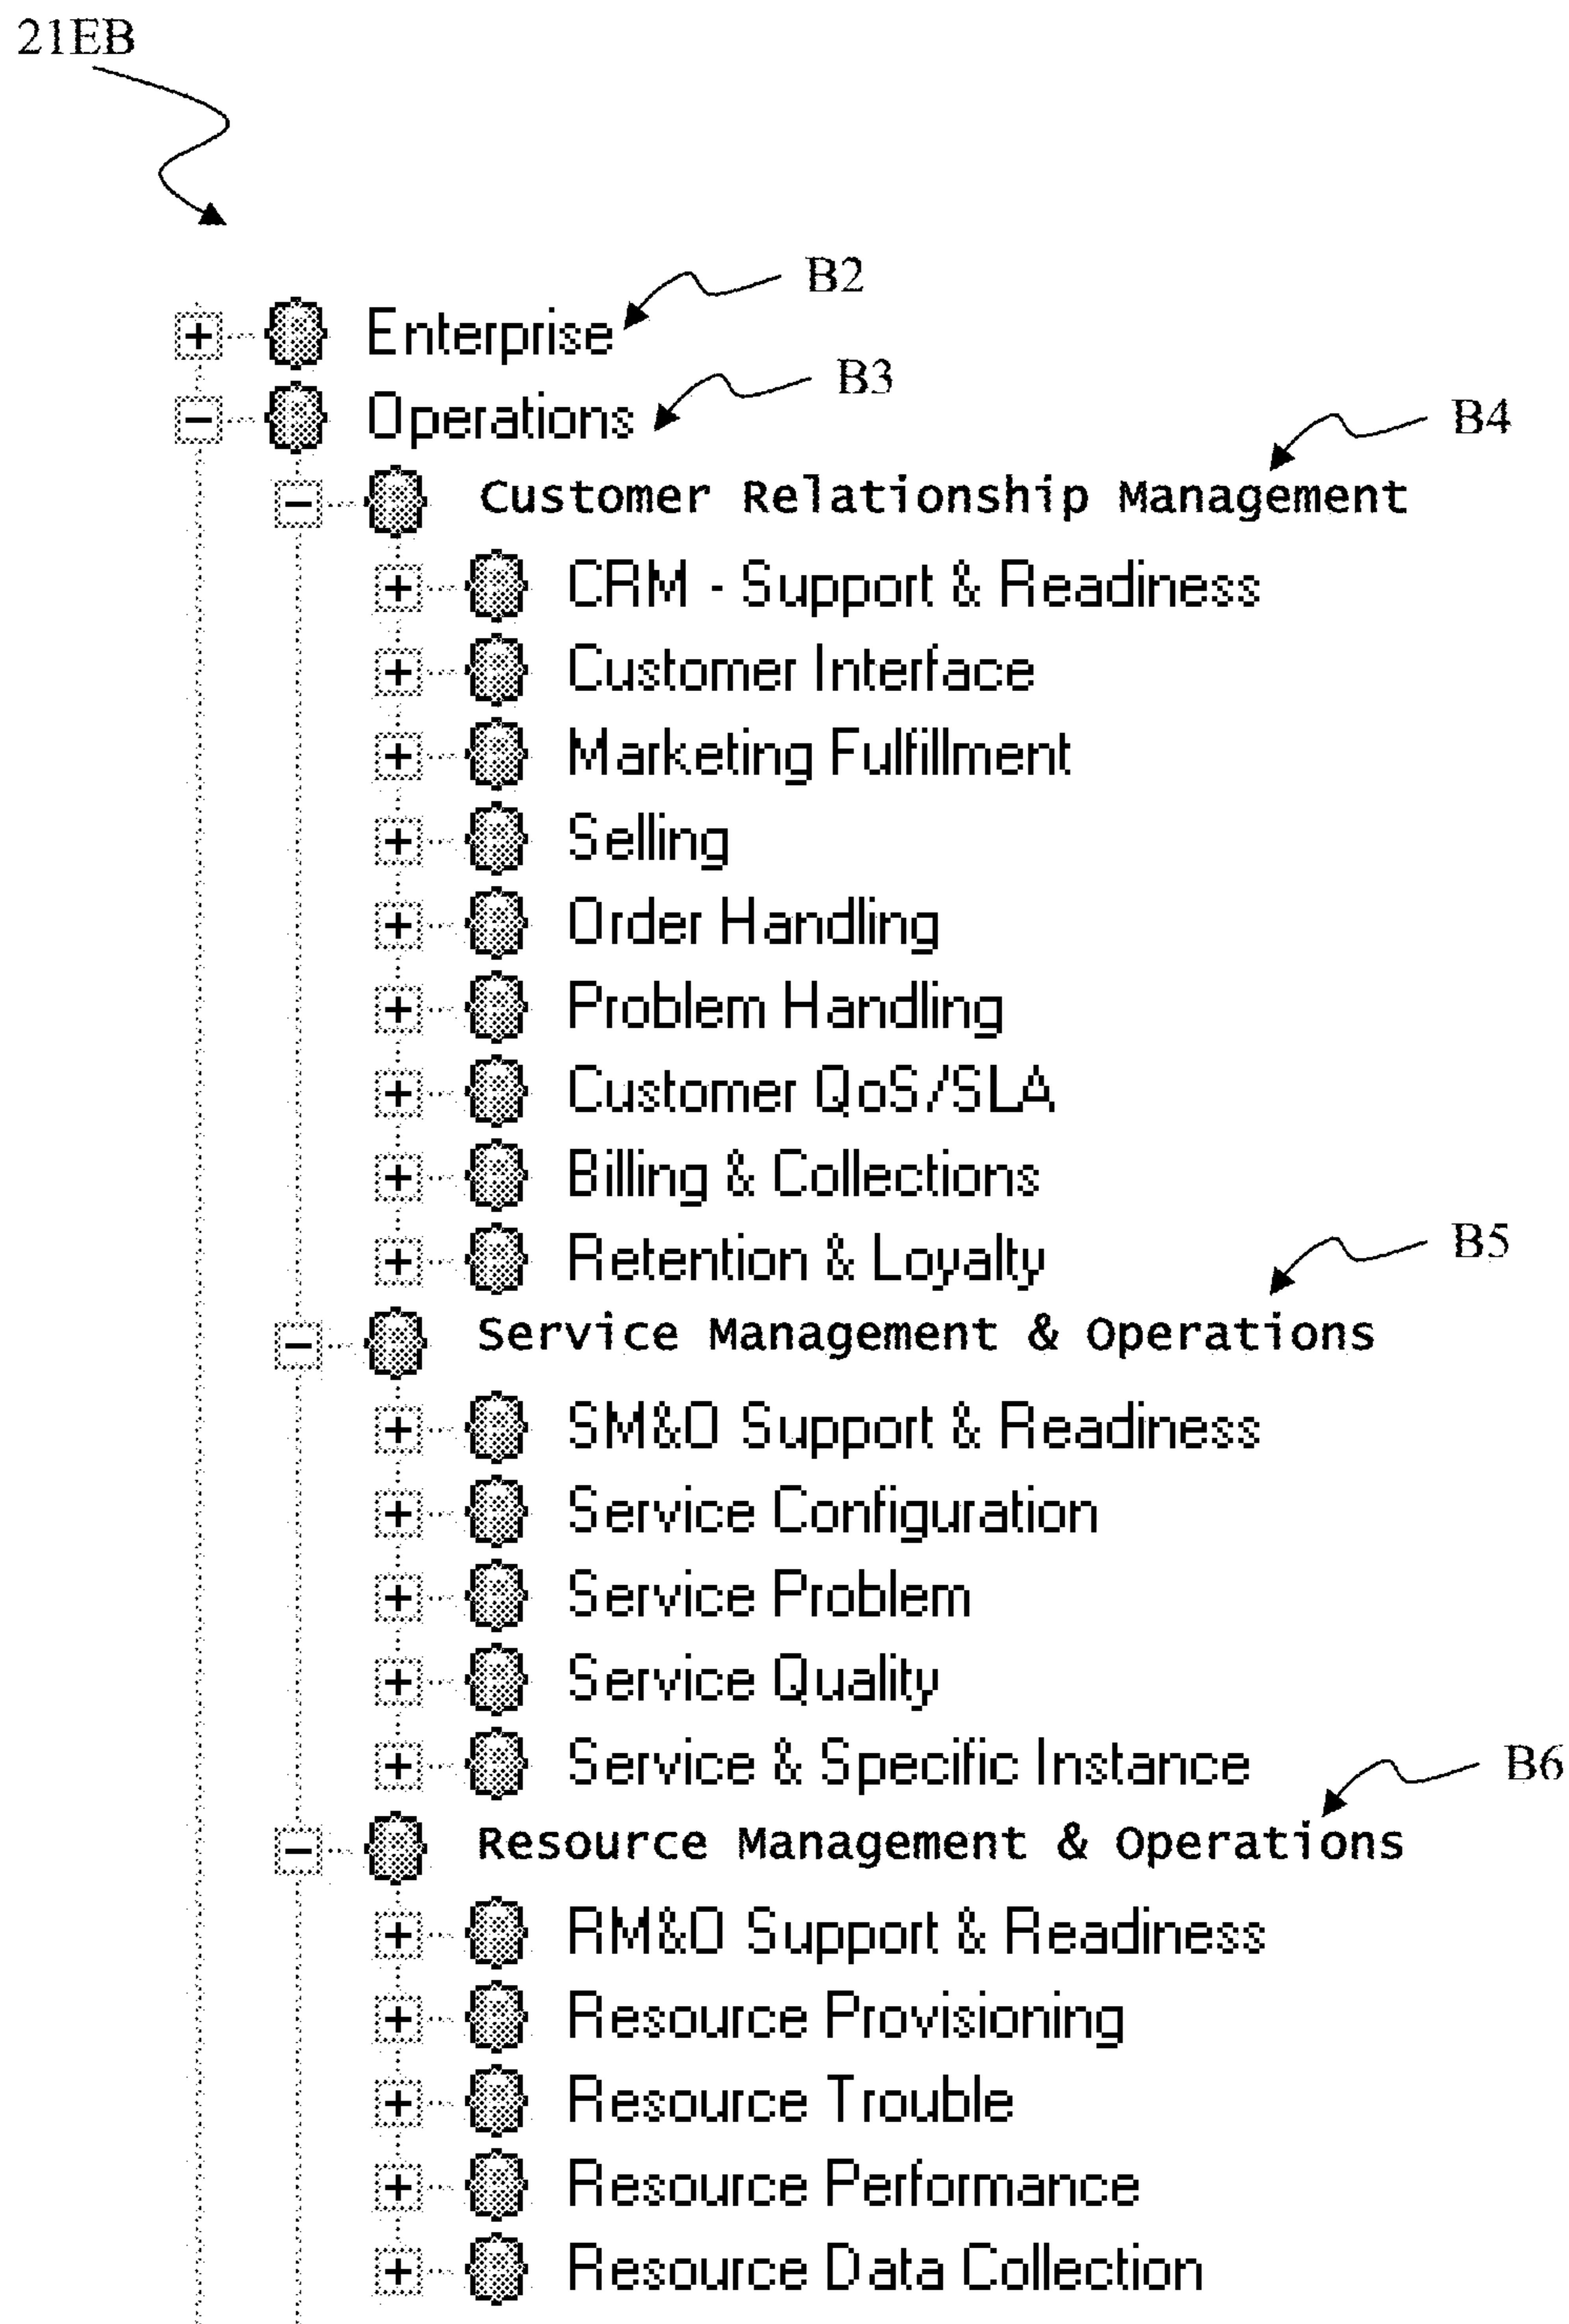 21EB
B2
Enterprise
B3
Operations
B4
Customer Relationship Management
CRM - Support & Readiness
Customer Interface
Marketing Fulfillment
Selling
Order Handling
Problem Handling
Customer QoS/SLA
Billing & Collections
Retention & Loyalty
B5
Service Management & Operations
SM&O Support & Readiness
Service Configuration
Service Problem
Service Quality
Service & Specific Instance
B6
Resource Management & Operations
RM&O Support & Readiness
Resource Provisioning
Resource Trouble
Resource Performance
Resource Data Collection